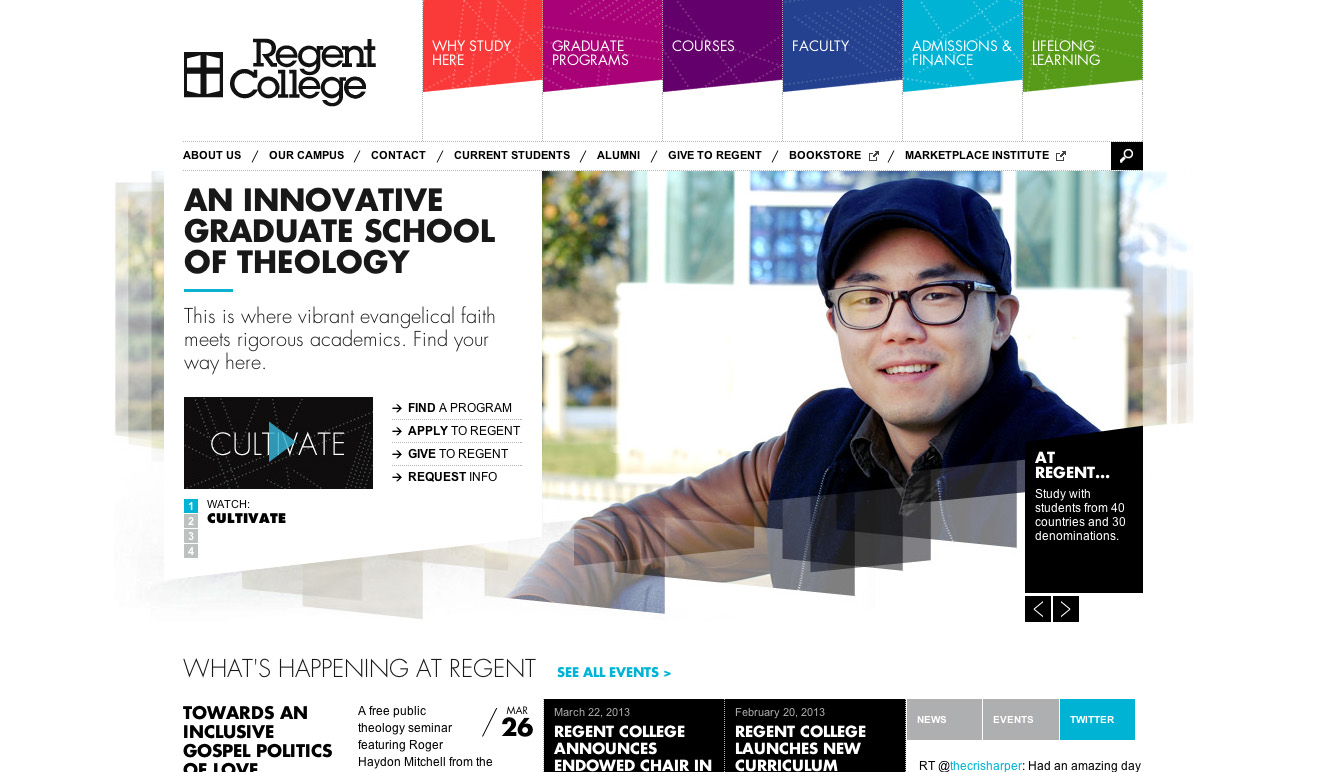 Regent
College
WHY STUDY
HERE
GRADUATE
PROGRAMS
COURSES
FACULTY
ADMISSIONS &
FINANCE
LIFELONG
LEARNING
ABOUT US / OUR CAMPUS / CONTACT / CURRENT STUDENTS / ALUMNI / GIVE TO REGENT / BOOKSTORE / MARKETPLACE INSTITUTE
AN INNOVATIVE
GRADUATE SCHOOL
OF THEOLOGY
This is where vibrant evangelical faith
meets rigorous academics. Find your
way here.
CULTIVATE
FIND A PROGRAM
APPLY TO REGENT
GIVE TO REGENT
REQUEST INFO
1
2
3
4
WATCH:
CULTIVATE
AT
REGENT...
Study with
students from 40
countries and 30
denominations.
WHAT'S HAPPENING AT REGENT
SEE ALL EVENTS >
TOWARDS AN
INCLUSIVE
GOSPEL POLITICS
OF LOVE
A free public
theology seminar
featuring Roger
Haydon Mitchell from the
MAR
26
March 22, 2013
REGENT COLLEGE
ANNOUNCES
ENDOWED CHAIR IN
February 20, 2013
REGENT COLLEGE
LAUNCHES NEW
CURRICULUM
NEWS
EVENTS
TWITTER
RT @thecrisharper: Had an amazing day